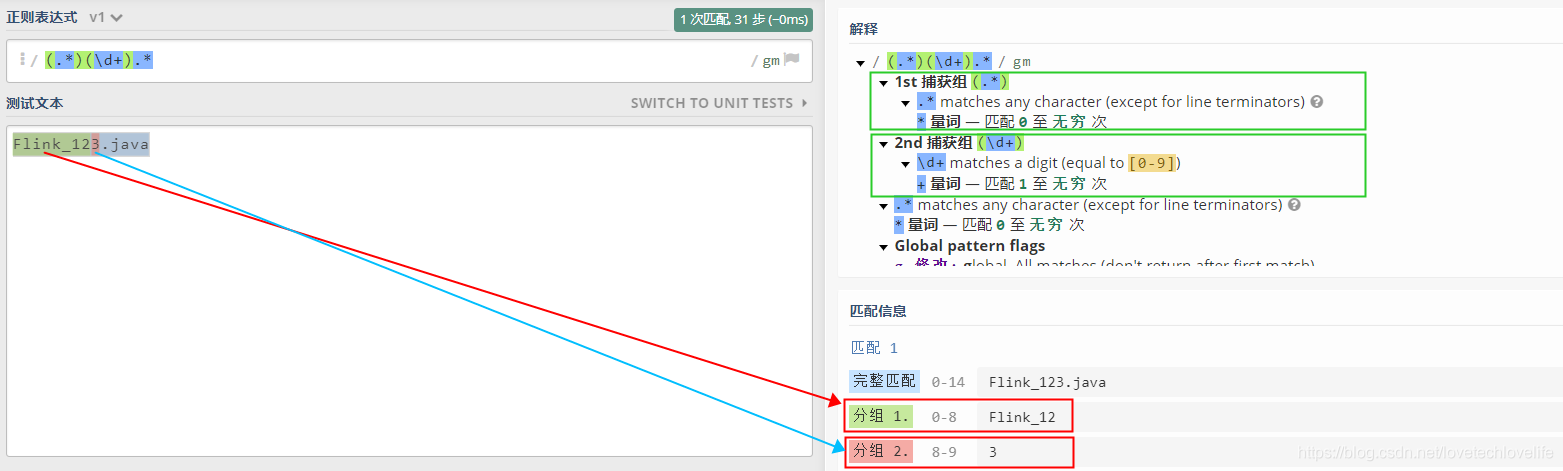 正则表达式 v1
1 次匹配, 31 步 (~0ms)
/ (.*)(\d+).* / gm
测试文本
SWITCH TO UNIT TESTS
Flink_123.java
解释
/ (.*)(\d+).* / gm
1st 捕获组 (.*)
.* matches any character (except for line terminators)
* 量词 — 匹配 0 至 无穷 次
2nd 捕获组 (\d+)
\d+ matches a digit (equal to [0-9])
+ 量词 — 匹配 1 至 无穷 次
.* matches any character (except for line terminators)
* 量词 — 匹配 0 至 无穷 次
Global pattern flags
g 修改: global. All matches (don't return after first match)
匹配信息
匹配 1
完整匹配 0-14 Flink_123.java
分组 1. 0-8 Flink_12
分组 2. 8-9 3
https://blog.csdn.net/lovetechlovelife